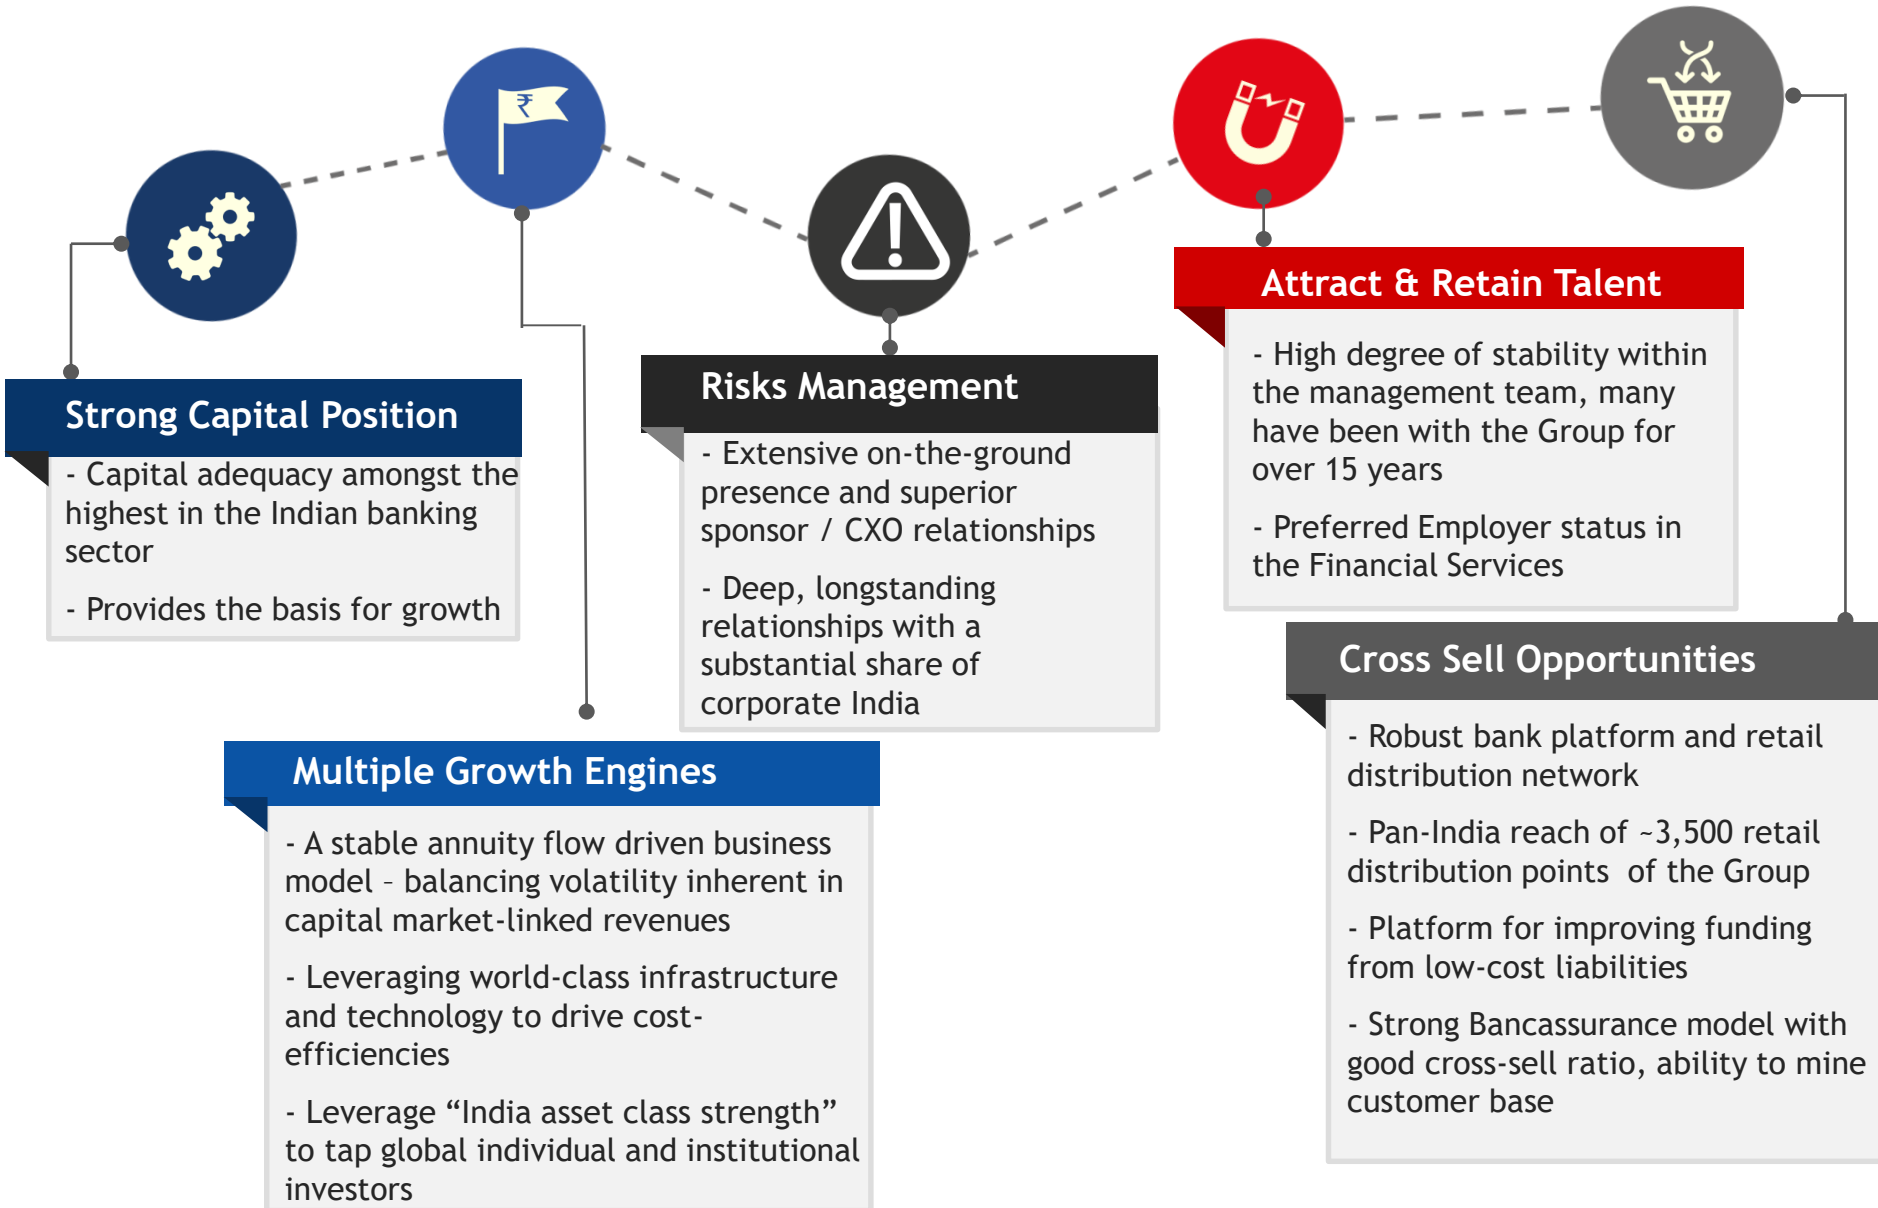 ₹
Strong Capital Position
- Capital adequacy amongst the
highest in the Indian banking
sector
- Provides the basis for growth
Multiple Growth Engines
- A stable annuity flow driven business
model – balancing volatility inherent in
capital market-linked revenues
- Leveraging world-class infrastructure
and technology to drive cost-
efficiencies
- Leverage “India asset class strength”
to tap global individual and institutional
investors
Risks Management
- Extensive on-the-ground
presence and superior
sponsor / CXO relationships
- Deep, longstanding
relationships with a
substantial share of
corporate India
Attract & Retain Talent
- High degree of stability within
the management team, many
have been with the Group for
over 15 years
- Preferred Employer status in
the Financial Services
Cross Sell Opportunities
- Robust bank platform and retail
distribution network
- Pan-India reach of ~3,500 retail
distribution points  of the Group
- Platform for improving funding
from low-cost liabilities
- Strong Bancassurance model with
good cross-sell ratio, ability to mine
customer base